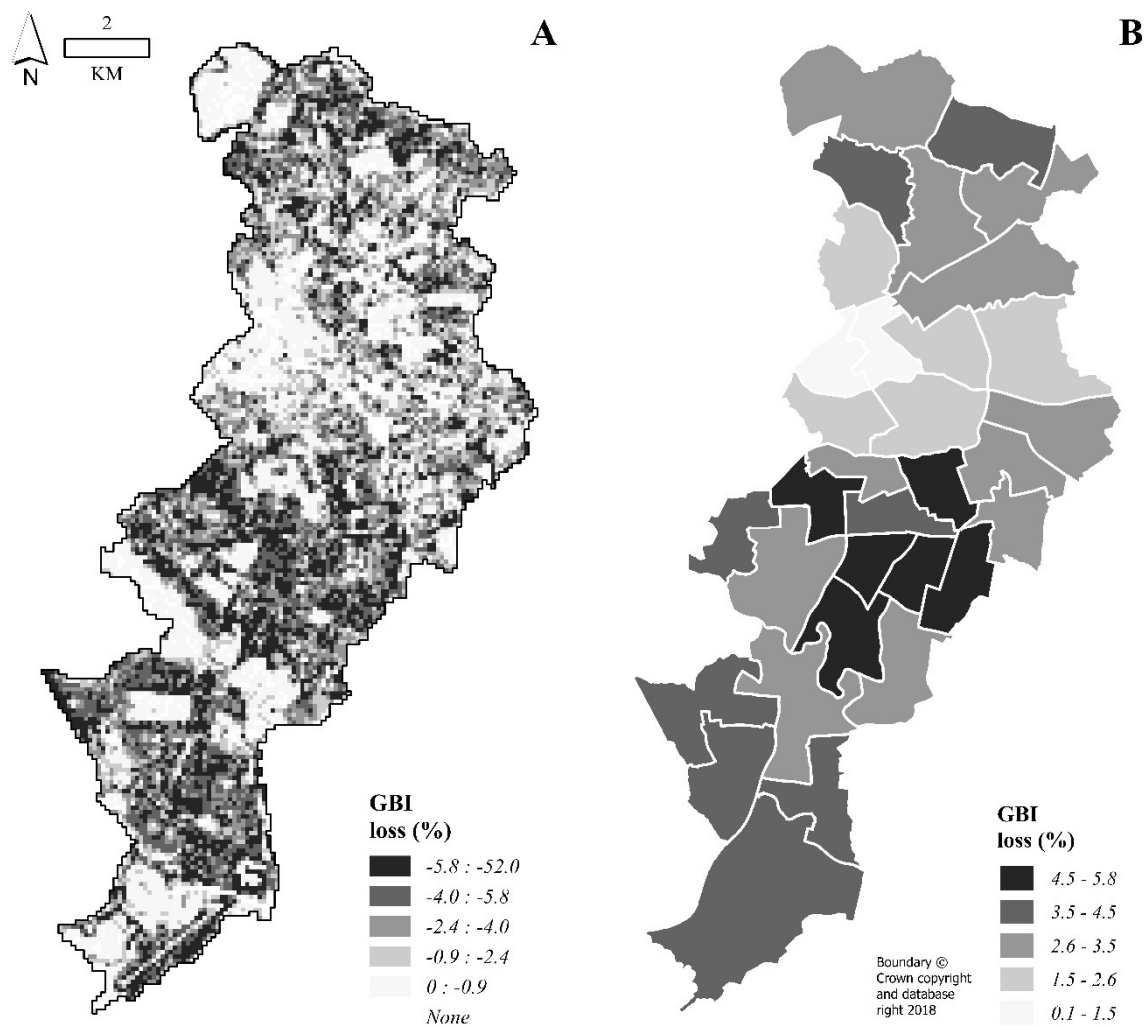 2
KM
N
A
B
GBI
loss (%)
-5.8 : -52.0
-4.0 : -5.8
-2.4 : -4.0
-0.9 : -2.4
0 : -0.9
None
Boundary ©
Crown copyright
and database
right 2018
GBI
loss (%)
4.5 - 5.8
3.5 - 4.5
2.6 - 3.5
1.5 - 2.6
0.1 - 1.5